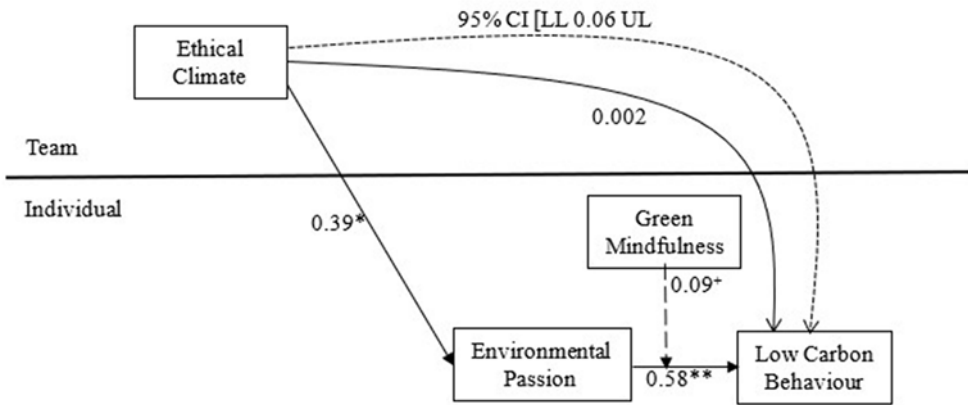 95% CI [LL 0.06 UL
Ethical
Climate
0.002
Team
Individual
0.39*
Green
Mindfulness
0.09+
Environmental
Passion
0.58**
Low Carbon
Behaviour